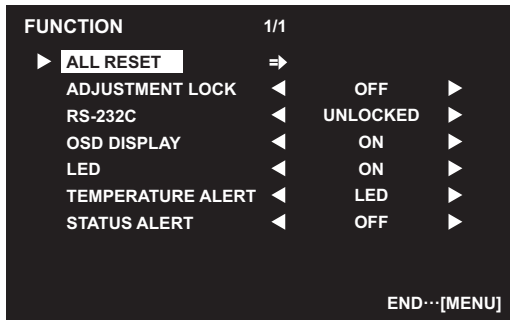 FUNCTION 1/1
ALL RESET
ADJUSTMENT LOCK OFF
RS-232C UNLOCKED
OSD DISPLAY ON
LED ON
TEMPERATURE ALERT LED
STATUS ALERT OFF
END···[MENU]